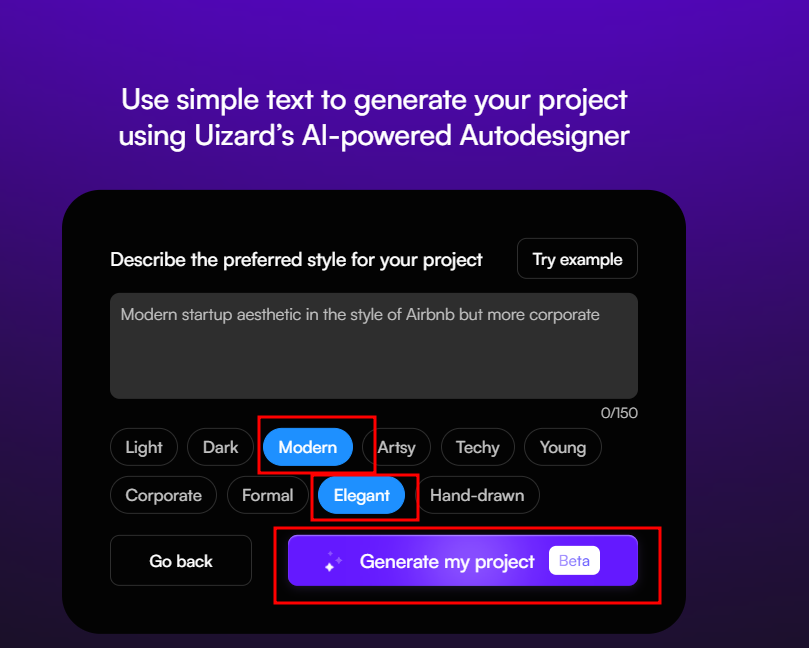 Use simple text to generate your project
using Uizard's AI-powered Autodesigner
Describe the preferred style for your project
Try example
Modern startup aesthetic in the style of Airbnb but more corporate
0/150
Light Dark Modern Artsy Techy Young
Corporate Formal Elegant Hand-drawn
Go back Generate my project Beta